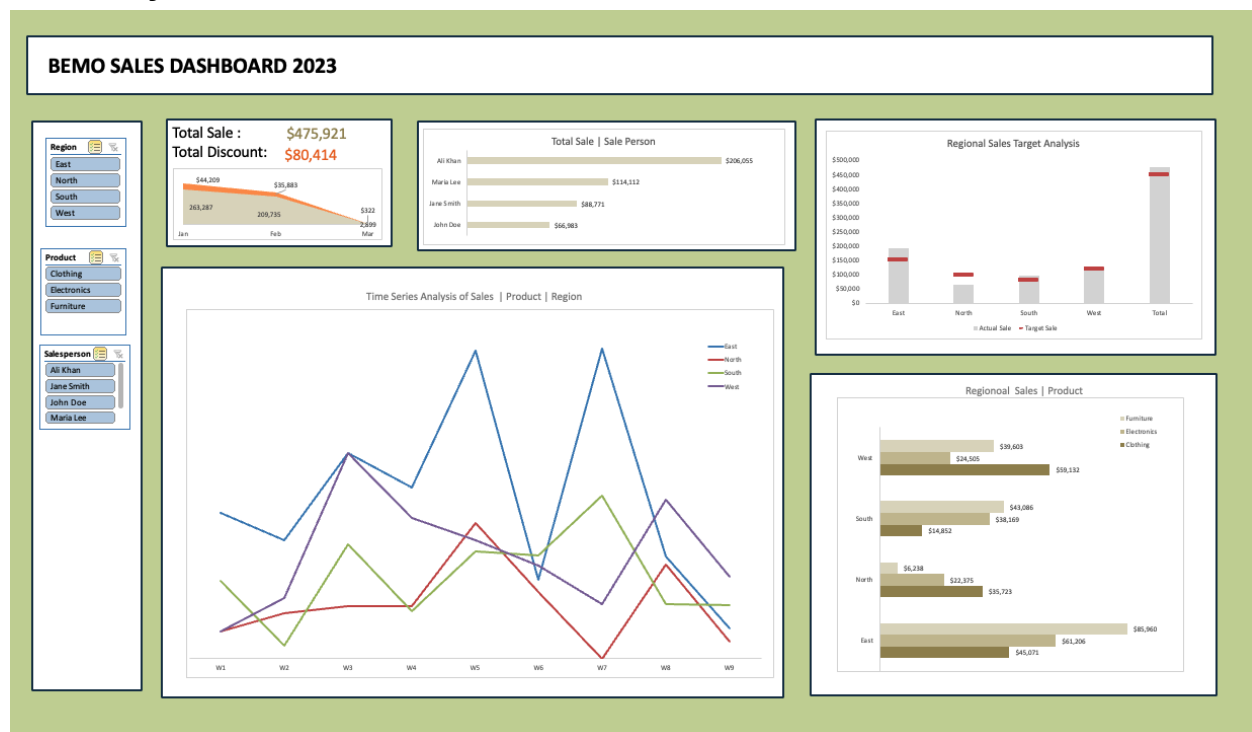 BEMO SALES DASHBOARD 2023
Region
East
North
South
West
Product
Clothing
Electronics
Furniture
Salesperson
Ali Khan
Jane Smith
John Doe
Maria Lee
Total Sale : $475,921
Total Discount: $80,414
$44,209
$35,883
$322
263,287
209,735
2,899
Jan Feb Mar
Total Sale | Sale Person
Ali Khan $206,055
Maria Lee $114,112
Jane Smith $88,771
John Doe $66,983
Regional Sales Target Analysis
$500,000
$450,000
$400,000
$350,000
$300,000
$250,000
$200,000
$150,000
$100,000
$50,000
$0
East North South West Total
Actual Sale Target Sale
Time Series Analysis of Sales | Product | Region
East
North
South
West
W1 W2 W3 W4 W5 W6 W7 W8 W9
Regionoal Sales | Product
Furniture
Electronics
Clothing
West
$39,603
$24,505
$59,132
South
$43,086
$38,169
$14,852
North
$6,238
$22,375
$35,723
East
$85,960
$61,206
$45,071